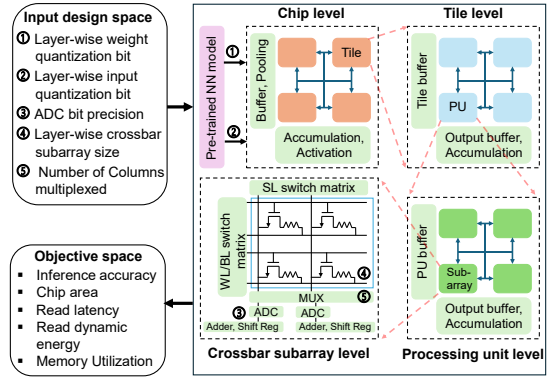 Input design space
① Layer-wise weight
quantization bit
② Layer-wise input
quantization bit
③ ADC bit precision
④ Layer-wise crossbar
subarray size
⑤ Number of Columns
multiplexed
Objective space
▪ Inference accuracy
▪ Chip area
▪ Read latency
▪ Read dynamic
energy
▪ Memory Utilization
Pre-trained NN model
①
②
Chip level
Buffer, Pooling
Tile
Accumulation,
Activation
Tile level
Tile buffer
PU
Output buffer,
Accumulation
SL switch matrix
WL/BL switch
matrix
④
MUX
⑤
③
ADC
ADC
Adder, Shift Reg
Adder, Shift Reg
Crossbar subarray level
PU buffer
Sub-
array
Output buffer,
Accumulation
Processing unit level